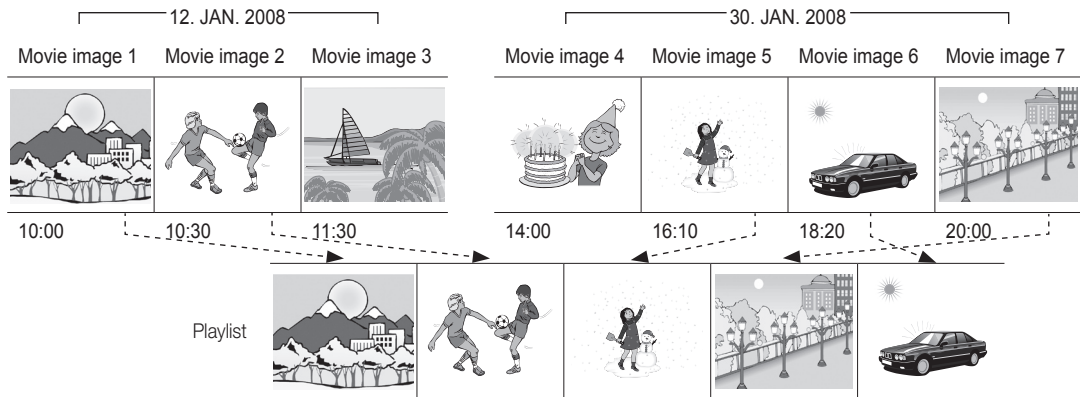 12. JAN. 2008 30. JAN. 2008
Movie image 1 Movie image 2 Movie image 3 Movie image 4 Movie image 5 Movie image 6 Movie image 7
10:00 10:30 11:30 14:00 16:10 18:20 20:00
Playlist